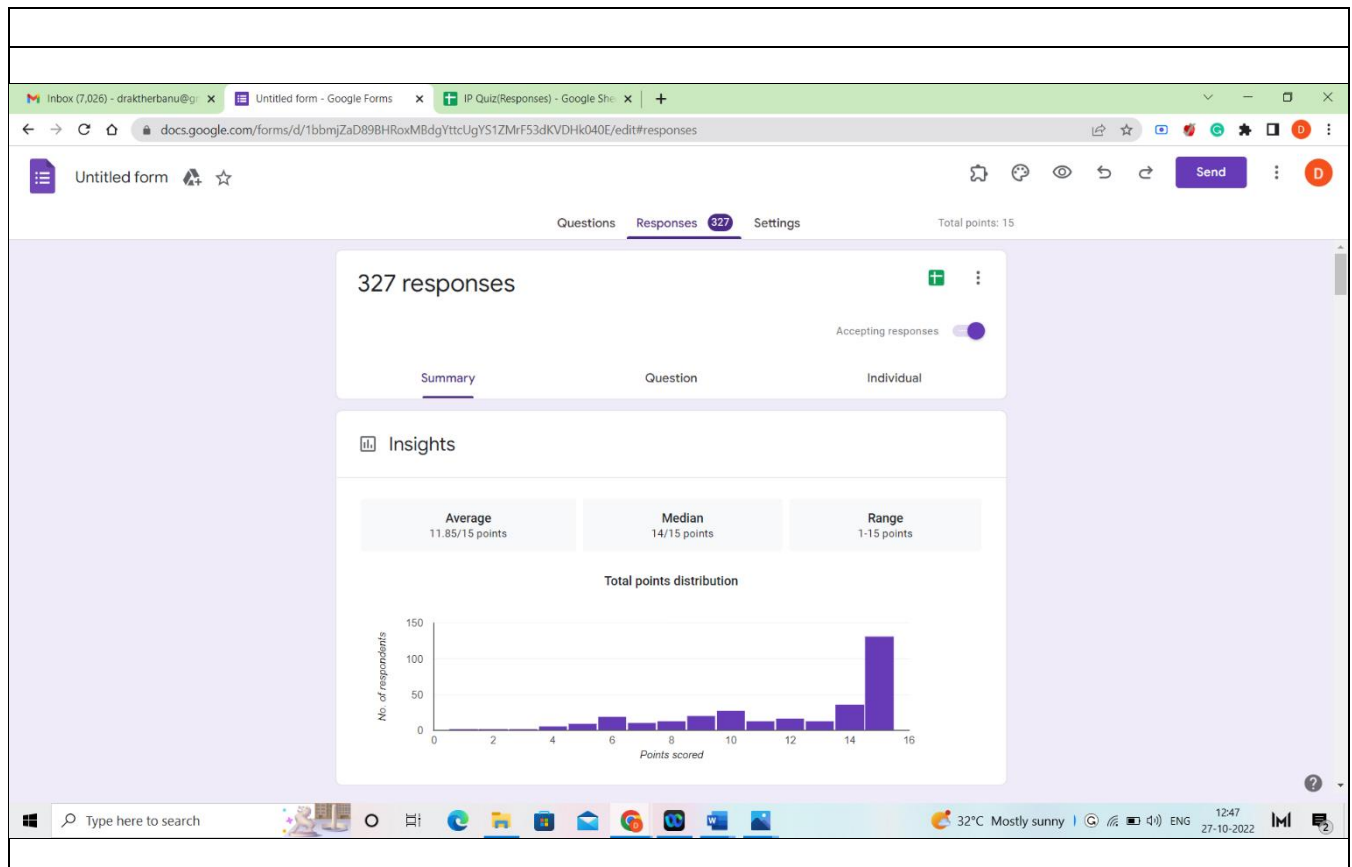 Inbox (7,026) - draktherbanu@g
Untitled form - Google Forms
IP Quiz(Responses) - Google She
docs.google.com/forms/d/1bbmjZaD89BHRoxMBdgYttcUgYS1ZMrF53dKVDHk040E/edit#responses
D
Untitled form
Send
D
Questions Responses 327 Settings
Total points: 15
327 responses
Accepting responses
Summary Question Individual
Insights
Average Median Range
11.85/15 points 14/15 points 1-15 points
Total points distribution
No. of respondents
150
100
50
0
0 2 4 6 8 10 12 14 16
Points scored
Type here to search
32°C Mostly sunny
ENG
12:47
27-10-2022
2